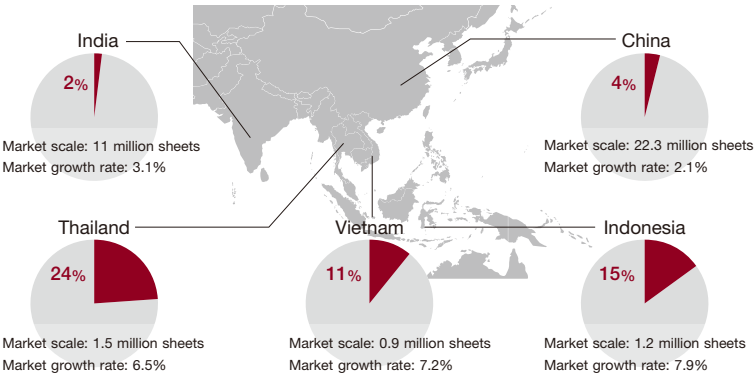 India
2%
Market scale: 11 million sheets
Market growth rate: 3.1%
China
4%
Market scale: 22.3 million sheets
Market growth rate: 2.1%
Thailand
24%
Market scale: 1.5 million sheets
Market growth rate: 6.5%
Vietnam
11%
Market scale: 0.9 million sheets
Market growth rate: 7.2%
Indonesia
15%
Market scale: 1.2 million sheets
Market growth rate: 7.9%